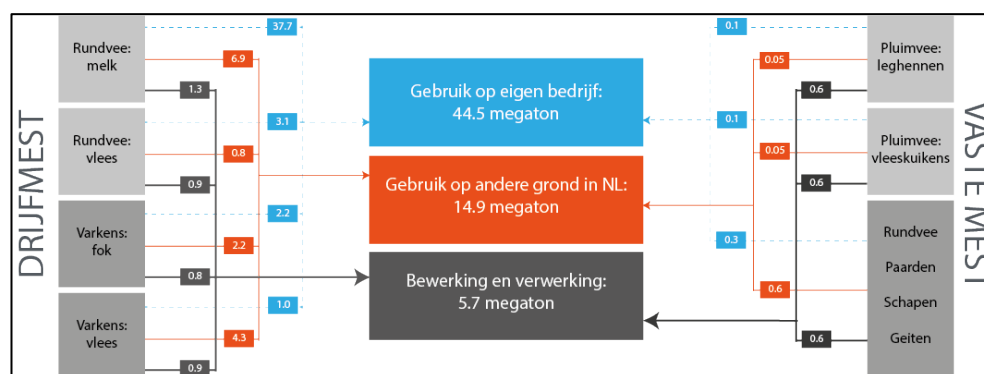 DRIJFMEST
Rundvee:
melk
Rundvee:
vlees
Varkens:
fok
Varkens:
vlees
37.7
6.9
1.3
3.1
0.8
0.9
2.2
2.2
0.8
1.0
4.3
0.9
Gebruik op eigen bedrijf:
44.5 megaton
Gebruik op andere grond in NL:
14.9 megaton
Bewerking en verwerking:
5.7 megaton
0.1
0.05
0.6
0.1
0.05
0.6
0.3
0.6
0.6
Pluimvee:
leghennen
Pluimvee:
vleeskuikens
Rundvee
Paarden
Schapen
Geiten
VASTE MEST